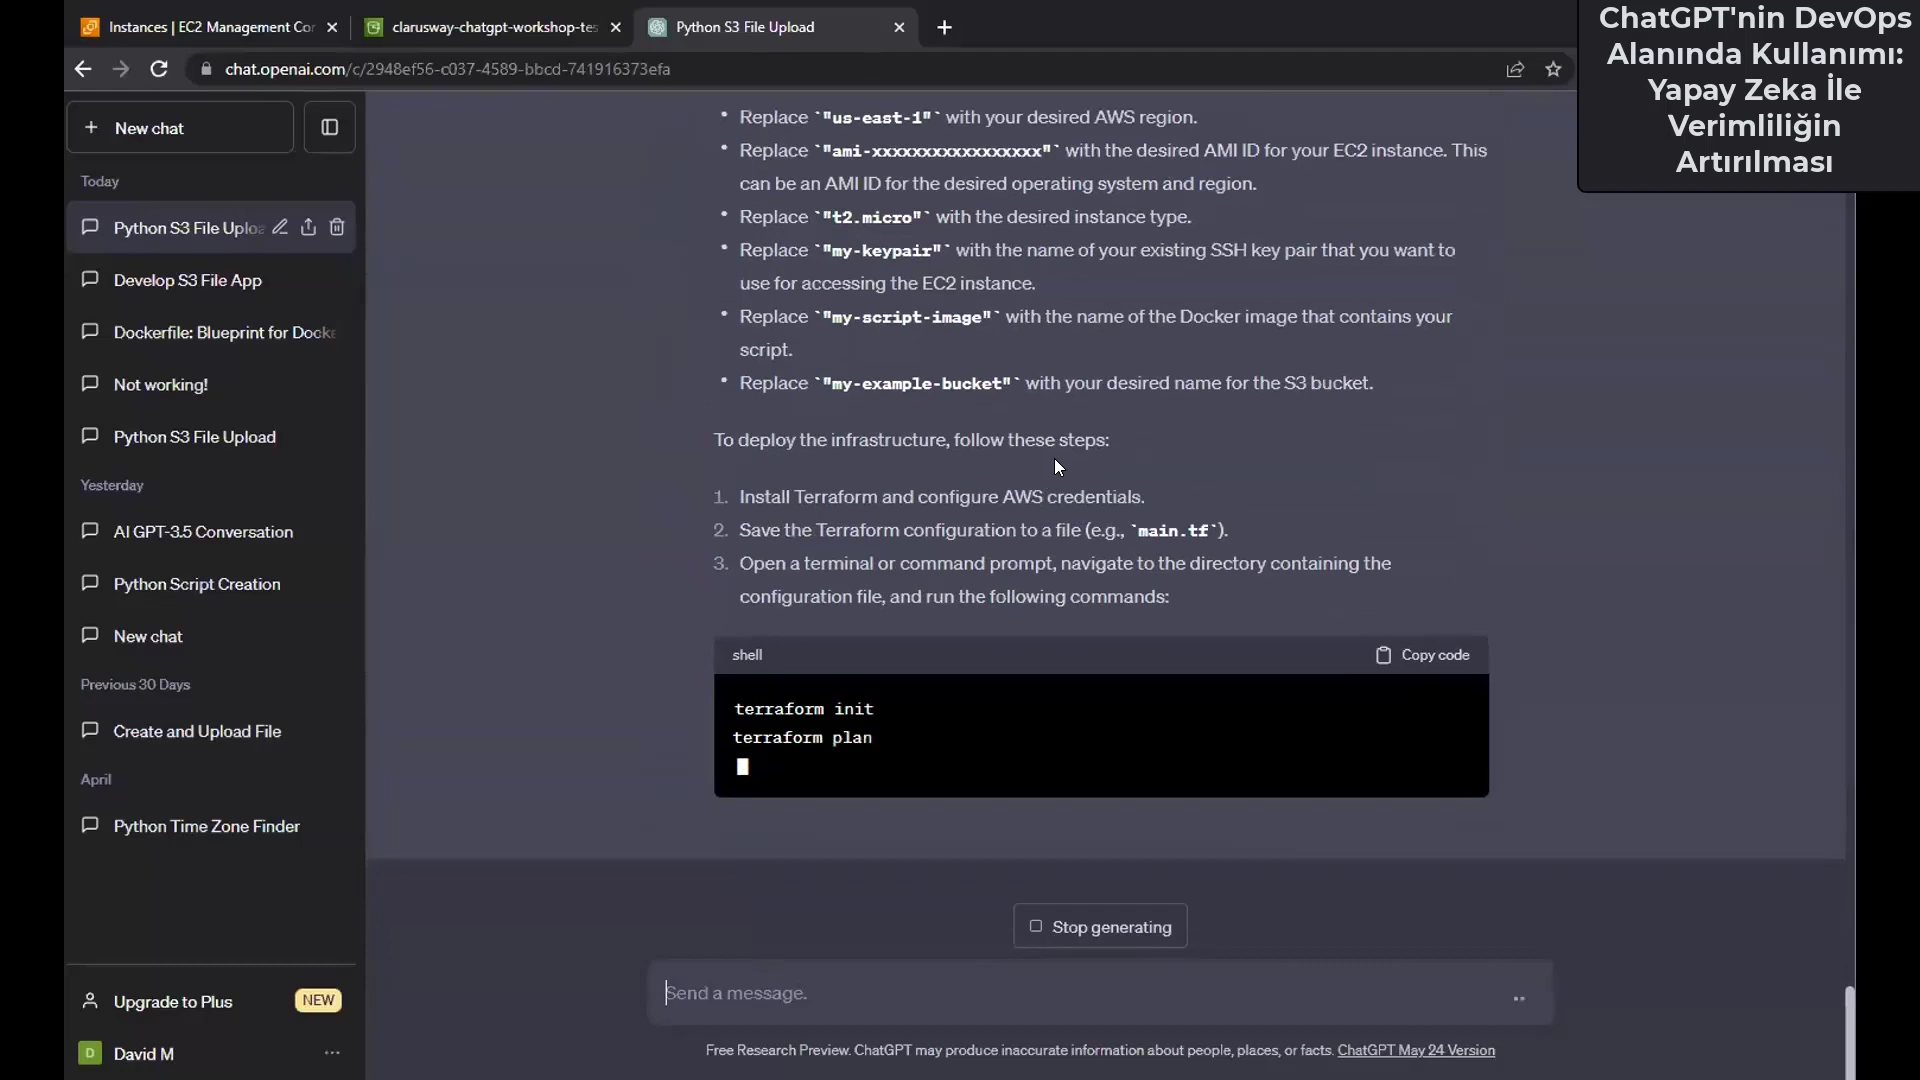 Instances | EC2 Management Cor
clarusway-chatgpt-workshop-tes
Python S3 File Upload
chat.openai.com/c/2948ef56-c037-4589-bbcd-741916373efa
ChatGPT'nin DevOps
Alanında Kullanımı:
Yapay Zeka İle
Verimliliğin
Artırılması
New chat
Today
Python S3 File Uploa
Develop S3 File App
Dockerfile: Blueprint for Docke
Not working!
Python S3 File Upload
Yesterday
AI GPT-3.5 Conversation
Python Script Creation
New chat
Previous 30 Days
Create and Upload File
April
Python Time Zone Finder
Upgrade to Plus NEW
D David M
• Replace `"us-east-1"` with your desired AWS region.
• Replace `"ami-xxxxxxxxxxxxxxxxx"` with the desired AMI ID for your EC2 instance. This
can be an AMI ID for the desired operating system and region.
• Replace `"t2.micro"` with the desired instance type.
• Replace `"my-keypair"` with the name of your existing SSH key pair that you want to
use for accessing the EC2 instance.
• Replace `"my-script-image"` with the name of the Docker image that contains your
script.
• Replace `"my-example-bucket"` with your desired name for the S3 bucket.
To deploy the infrastructure, follow these steps:
1. Install Terraform and configure AWS credentials.
2. Save the Terraform configuration to a file (e.g., `main.tf`).
3. Open a terminal or command prompt, navigate to the directory containing the
configuration file, and run the following commands:
shell Copy code
terraform init
terraform plan
Stop generating
Send a message.
Free Research Preview. ChatGPT may produce inaccurate information about people, places, or facts. ChatGPT May 24 Version